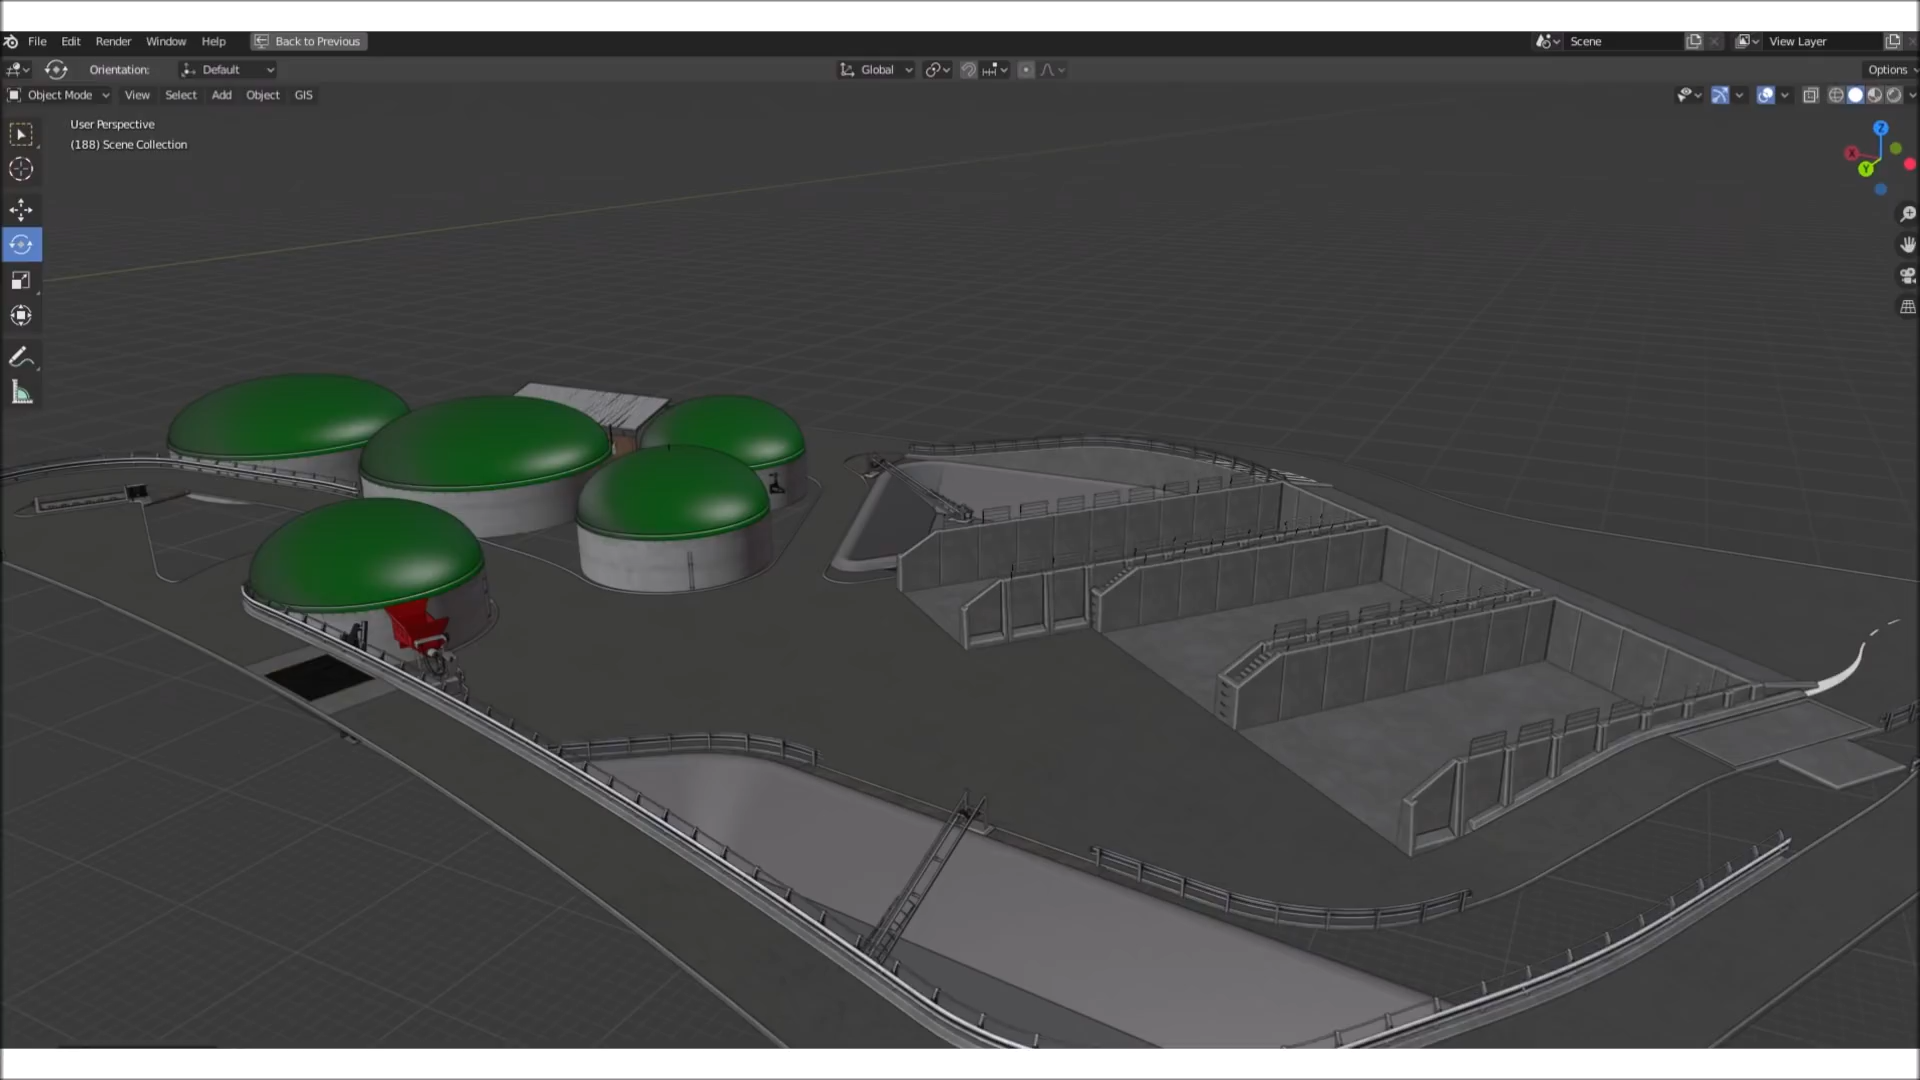 File Edit Render Window Help Back to Previous Scene View Layer
Orientation: Default Global Options
Object Mode View Select Add Object GIS
User Perspective
(188) Scene Collection
Z
X
Y